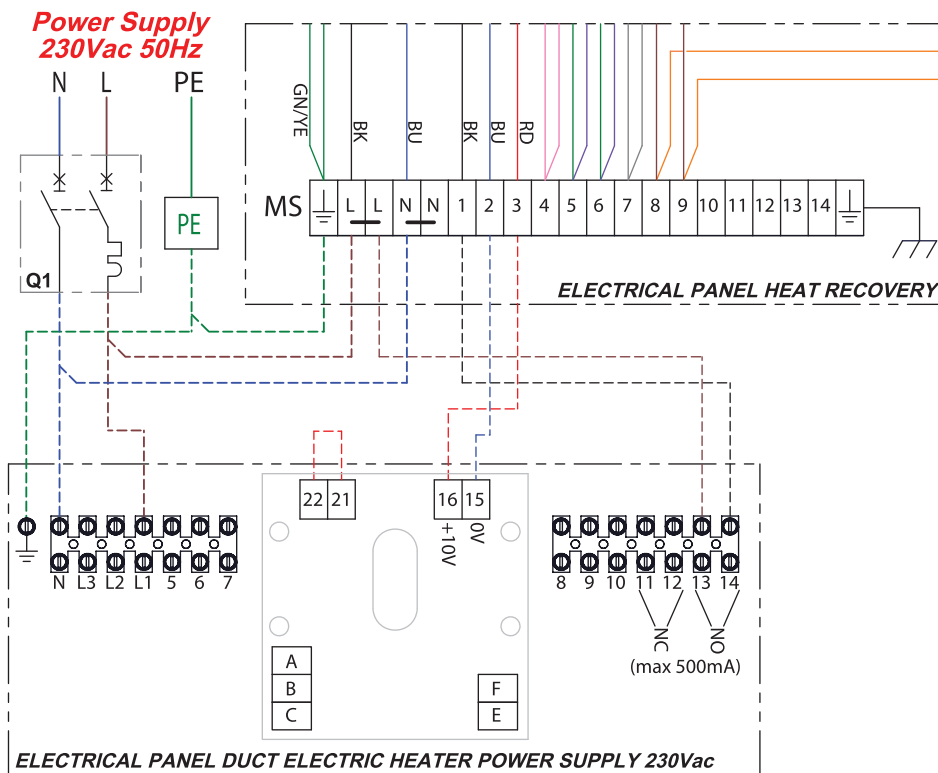 Power Supply
230Vac 50Hz
N L PE
GN/YE BK BU BK BU RD
MS L L N N 1 2 3 4 5 6 7 8 9 10 11 12 13 14
PE
Q1
ELECTRICAL PANEL HEAT RECOVERY
22 21 16 15
+10V 0V
N L3 L2 L1 5 6 7
8 9 10 11 12 13 14
NC NO
(max 500mA)
A
B
C
F
E
ELECTRICAL PANEL DUCT ELECTRIC HEATER POWER SUPPLY 230Vac